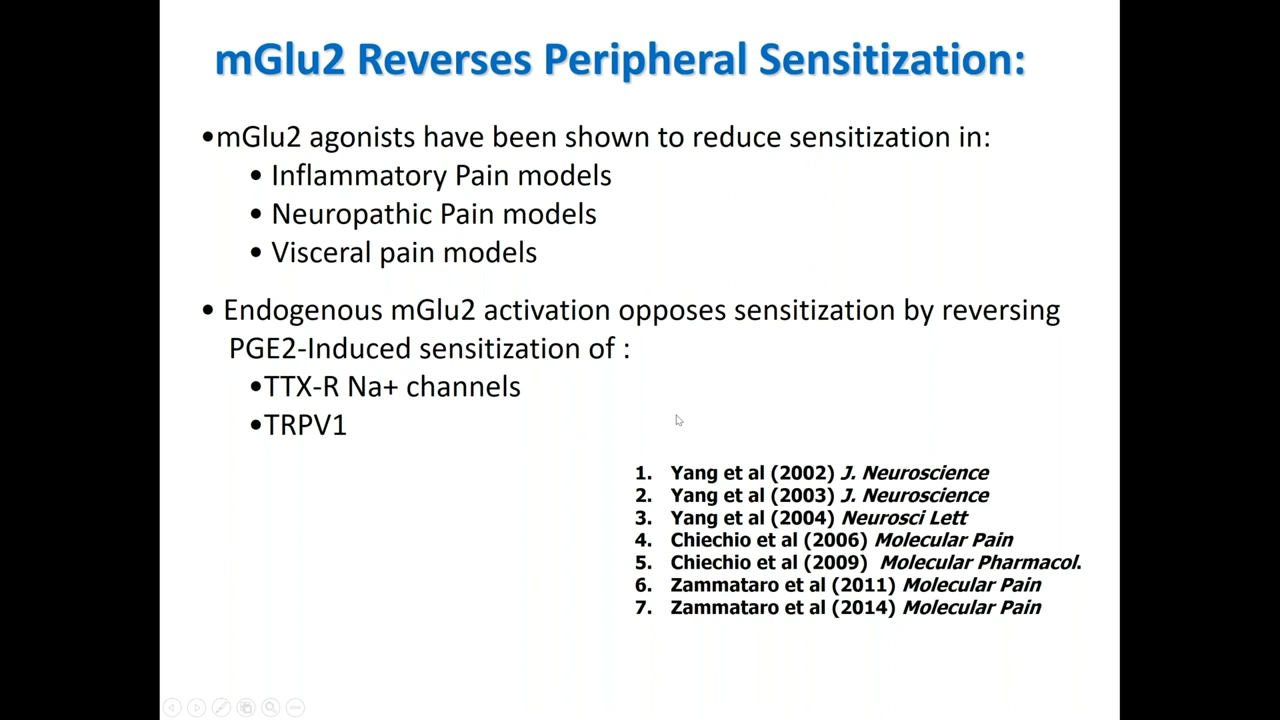 mGlu2 Reverses Peripheral Sensitization:
•mGlu2 agonists have been shown to reduce sensitization in:
• Inflammatory Pain models
• Neuropathic Pain models
• Visceral pain models
• Endogenous mGlu2 activation opposes sensitization by reversing
PGE2-Induced sensitization of :
•TTX-R Na+ channels
•TRPV1
1. Yang et al (2002) J. Neuroscience
2. Yang et al (2003) J. Neuroscience
3. Yang et al (2004) Neurosci Lett
4. Chiechio et al (2006) Molecular Pain
5. Chiechio et al (2009) Molecular Pharmacol.
6. Zammataro et al (2011) Molecular Pain
7. Zammataro et al (2014) Molecular Pain